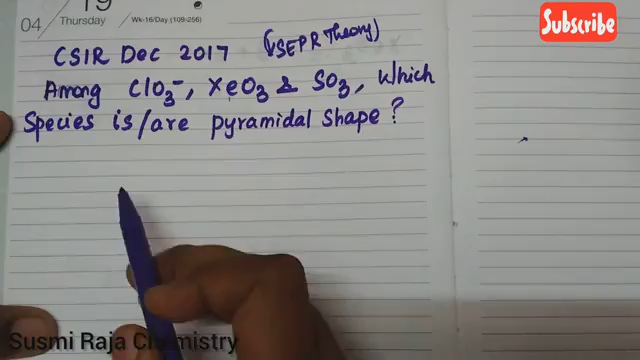 19
04
Thursday
Wk-16/Day (109-256)
Subscribe
CSIR Dec 2017 (VSEPR Theory)
Among ClO3-, XeO3 & SO3, Which
Species is/are pyramidal shape?
Susmi Raja Chemistry